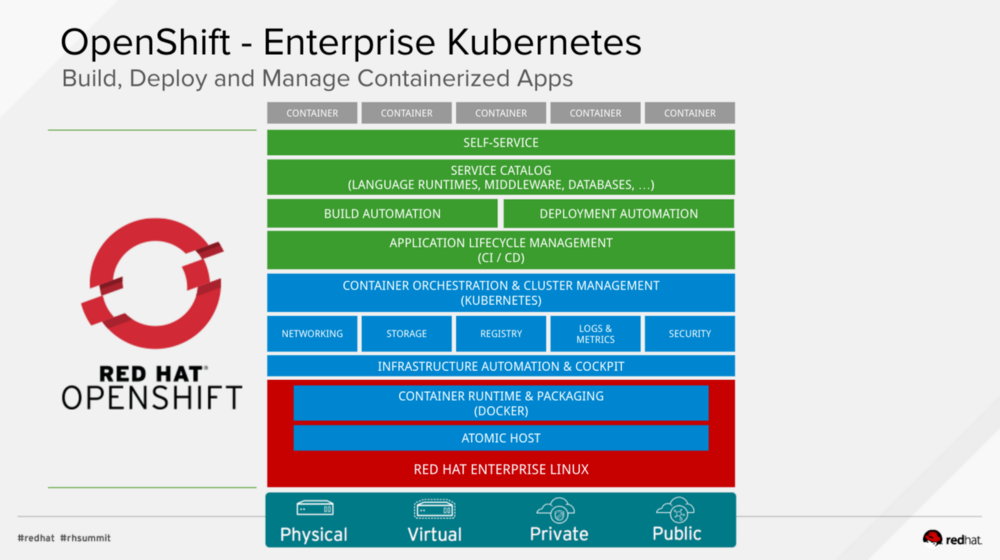 OpenShift - Enterprise Kubernetes
Build, Deploy and Manage Containerized Apps
CONTAINER CONTAINER CONTAINER CONTAINER CONTAINER
SELF-SERVICE
SERVICE CATALOG
(LANGUAGE RUNTIMES, MIDDLEWARE, DATABASES, …)
BUILD AUTOMATION DEPLOYMENT AUTOMATION
APPLICATION LIFECYCLE MANAGEMENT
(CI / CD)
CONTAINER ORCHESTRATION & CLUSTER MANAGEMENT
(KUBERNETES)
NETWORKING STORAGE REGISTRY LOGS &
METRICS SECURITY
INFRASTRUCTURE AUTOMATION & COCKPIT
CONTAINER RUNTIME & PACKAGING
(DOCKER)
ATOMIC HOST
RED HAT ENTERPRISE LINUX
RED HAT®
OPENSHIFT
Physical Virtual Private Public
#redhat #rhsummit
redhat.